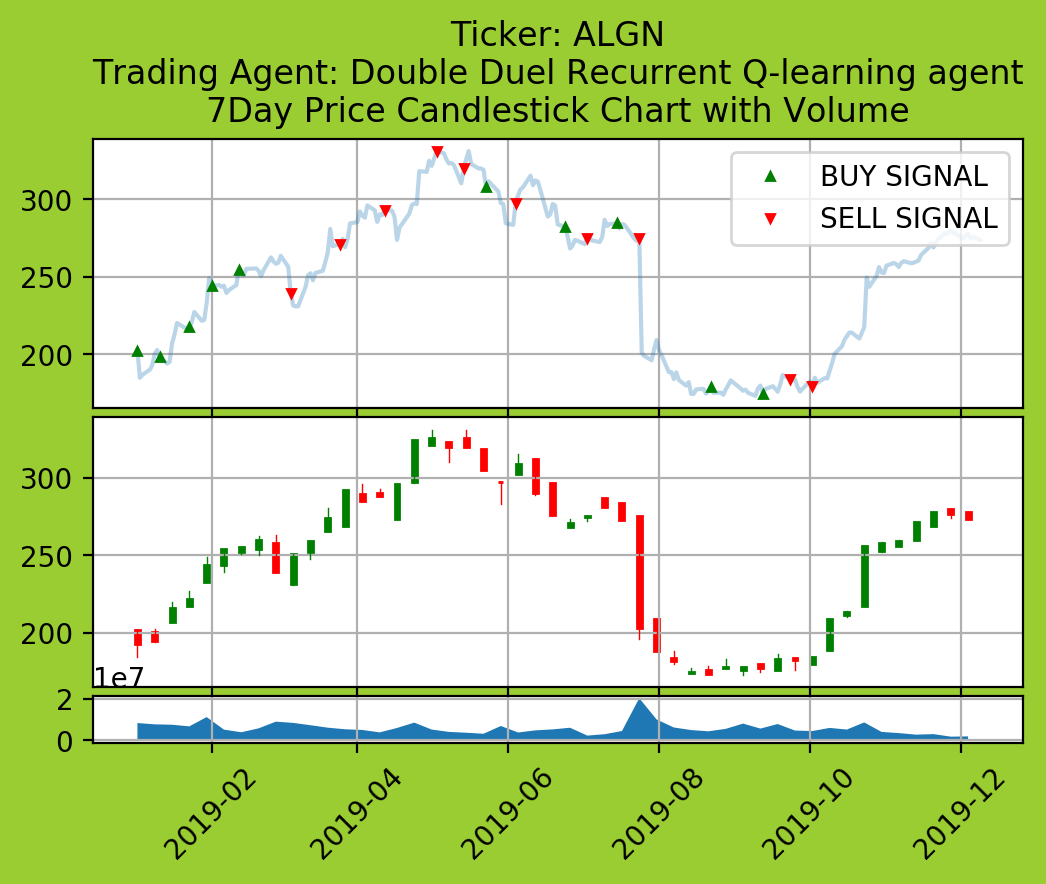 Ticker: ALGN
Trading Agent: Double Duel Recurrent Q-learning agent
7Day Price Candlestick Chart with Volume
BUY SIGNAL
SELL SIGNAL
300
250
200
300
250
200
1e7
2
0
2019-02
2019-04
2019-06
2019-08
2019-10
2019-12